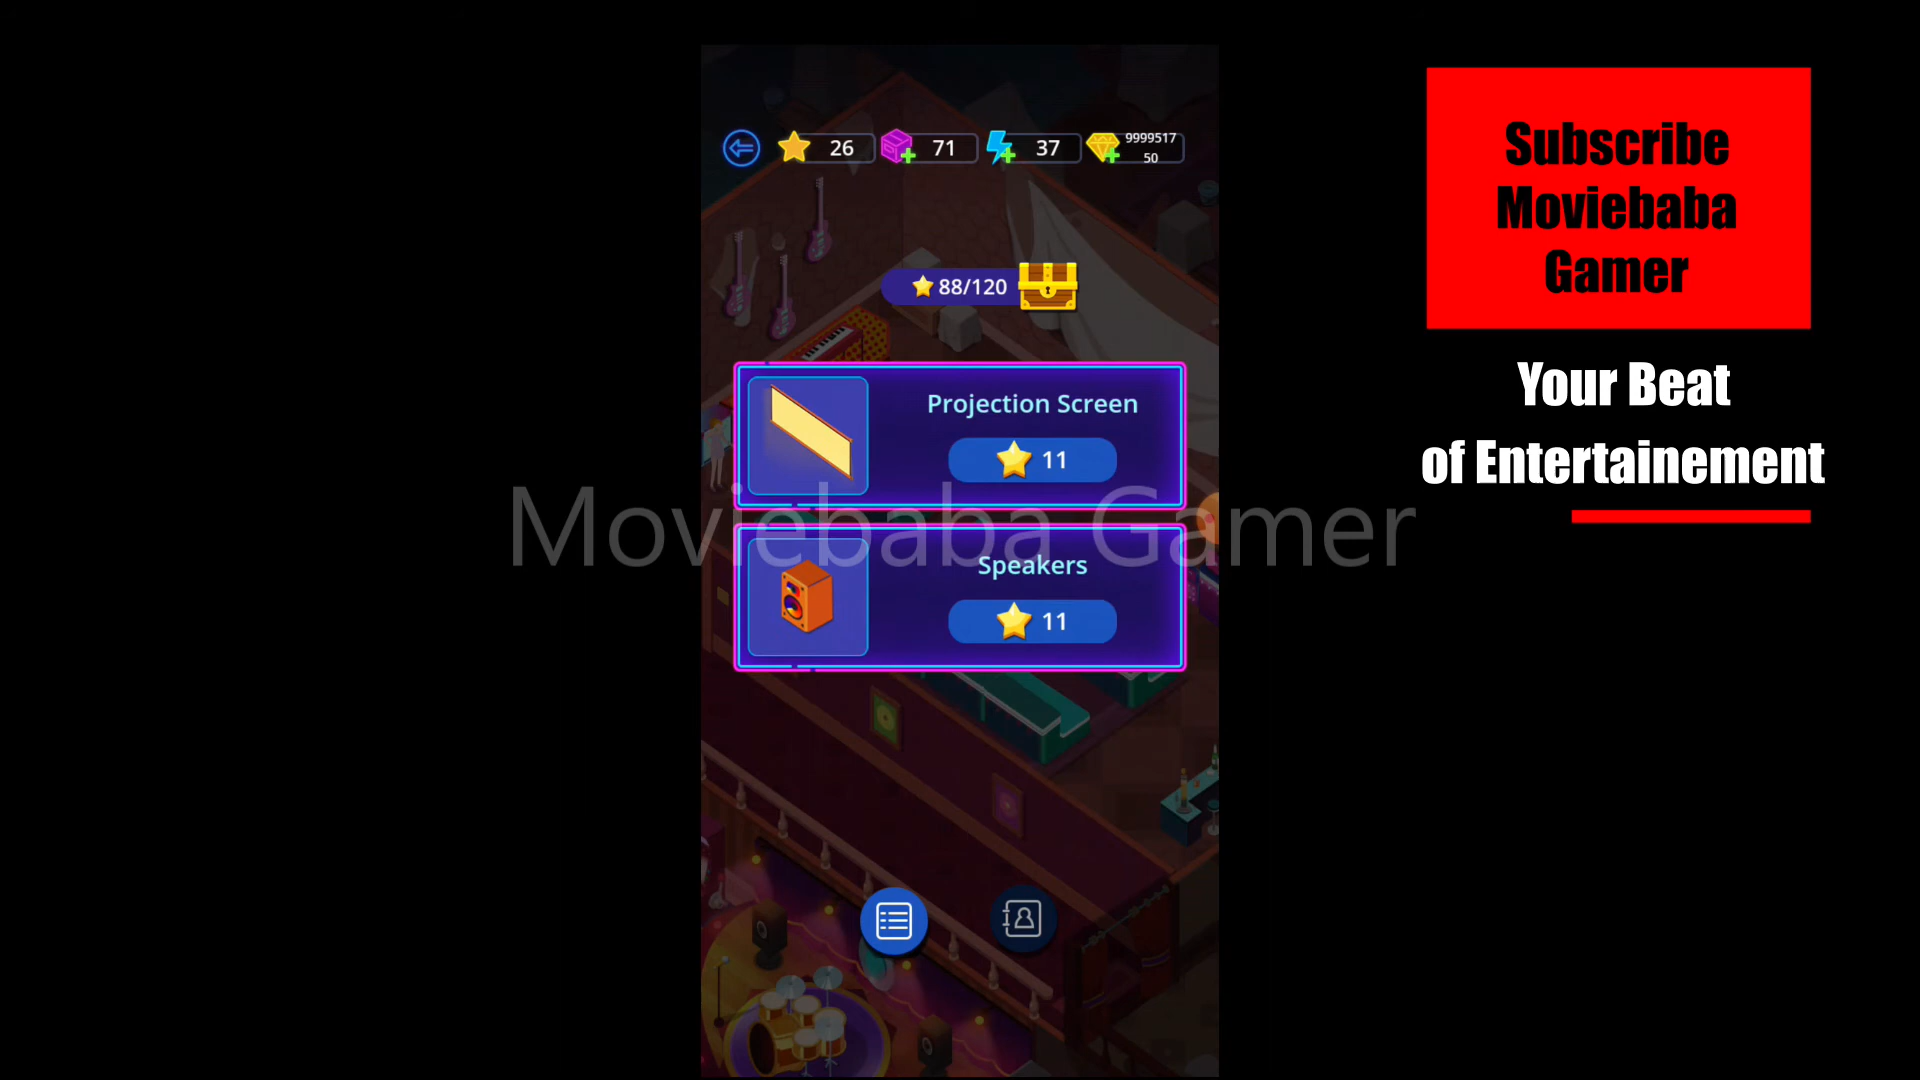 26
71
37
9999517
50
88/120
Projection Screen
11
Speakers
11
Moviebaba Gamer
Subscribe
Moviebaba
Gamer
Your Beat
of Entertainement